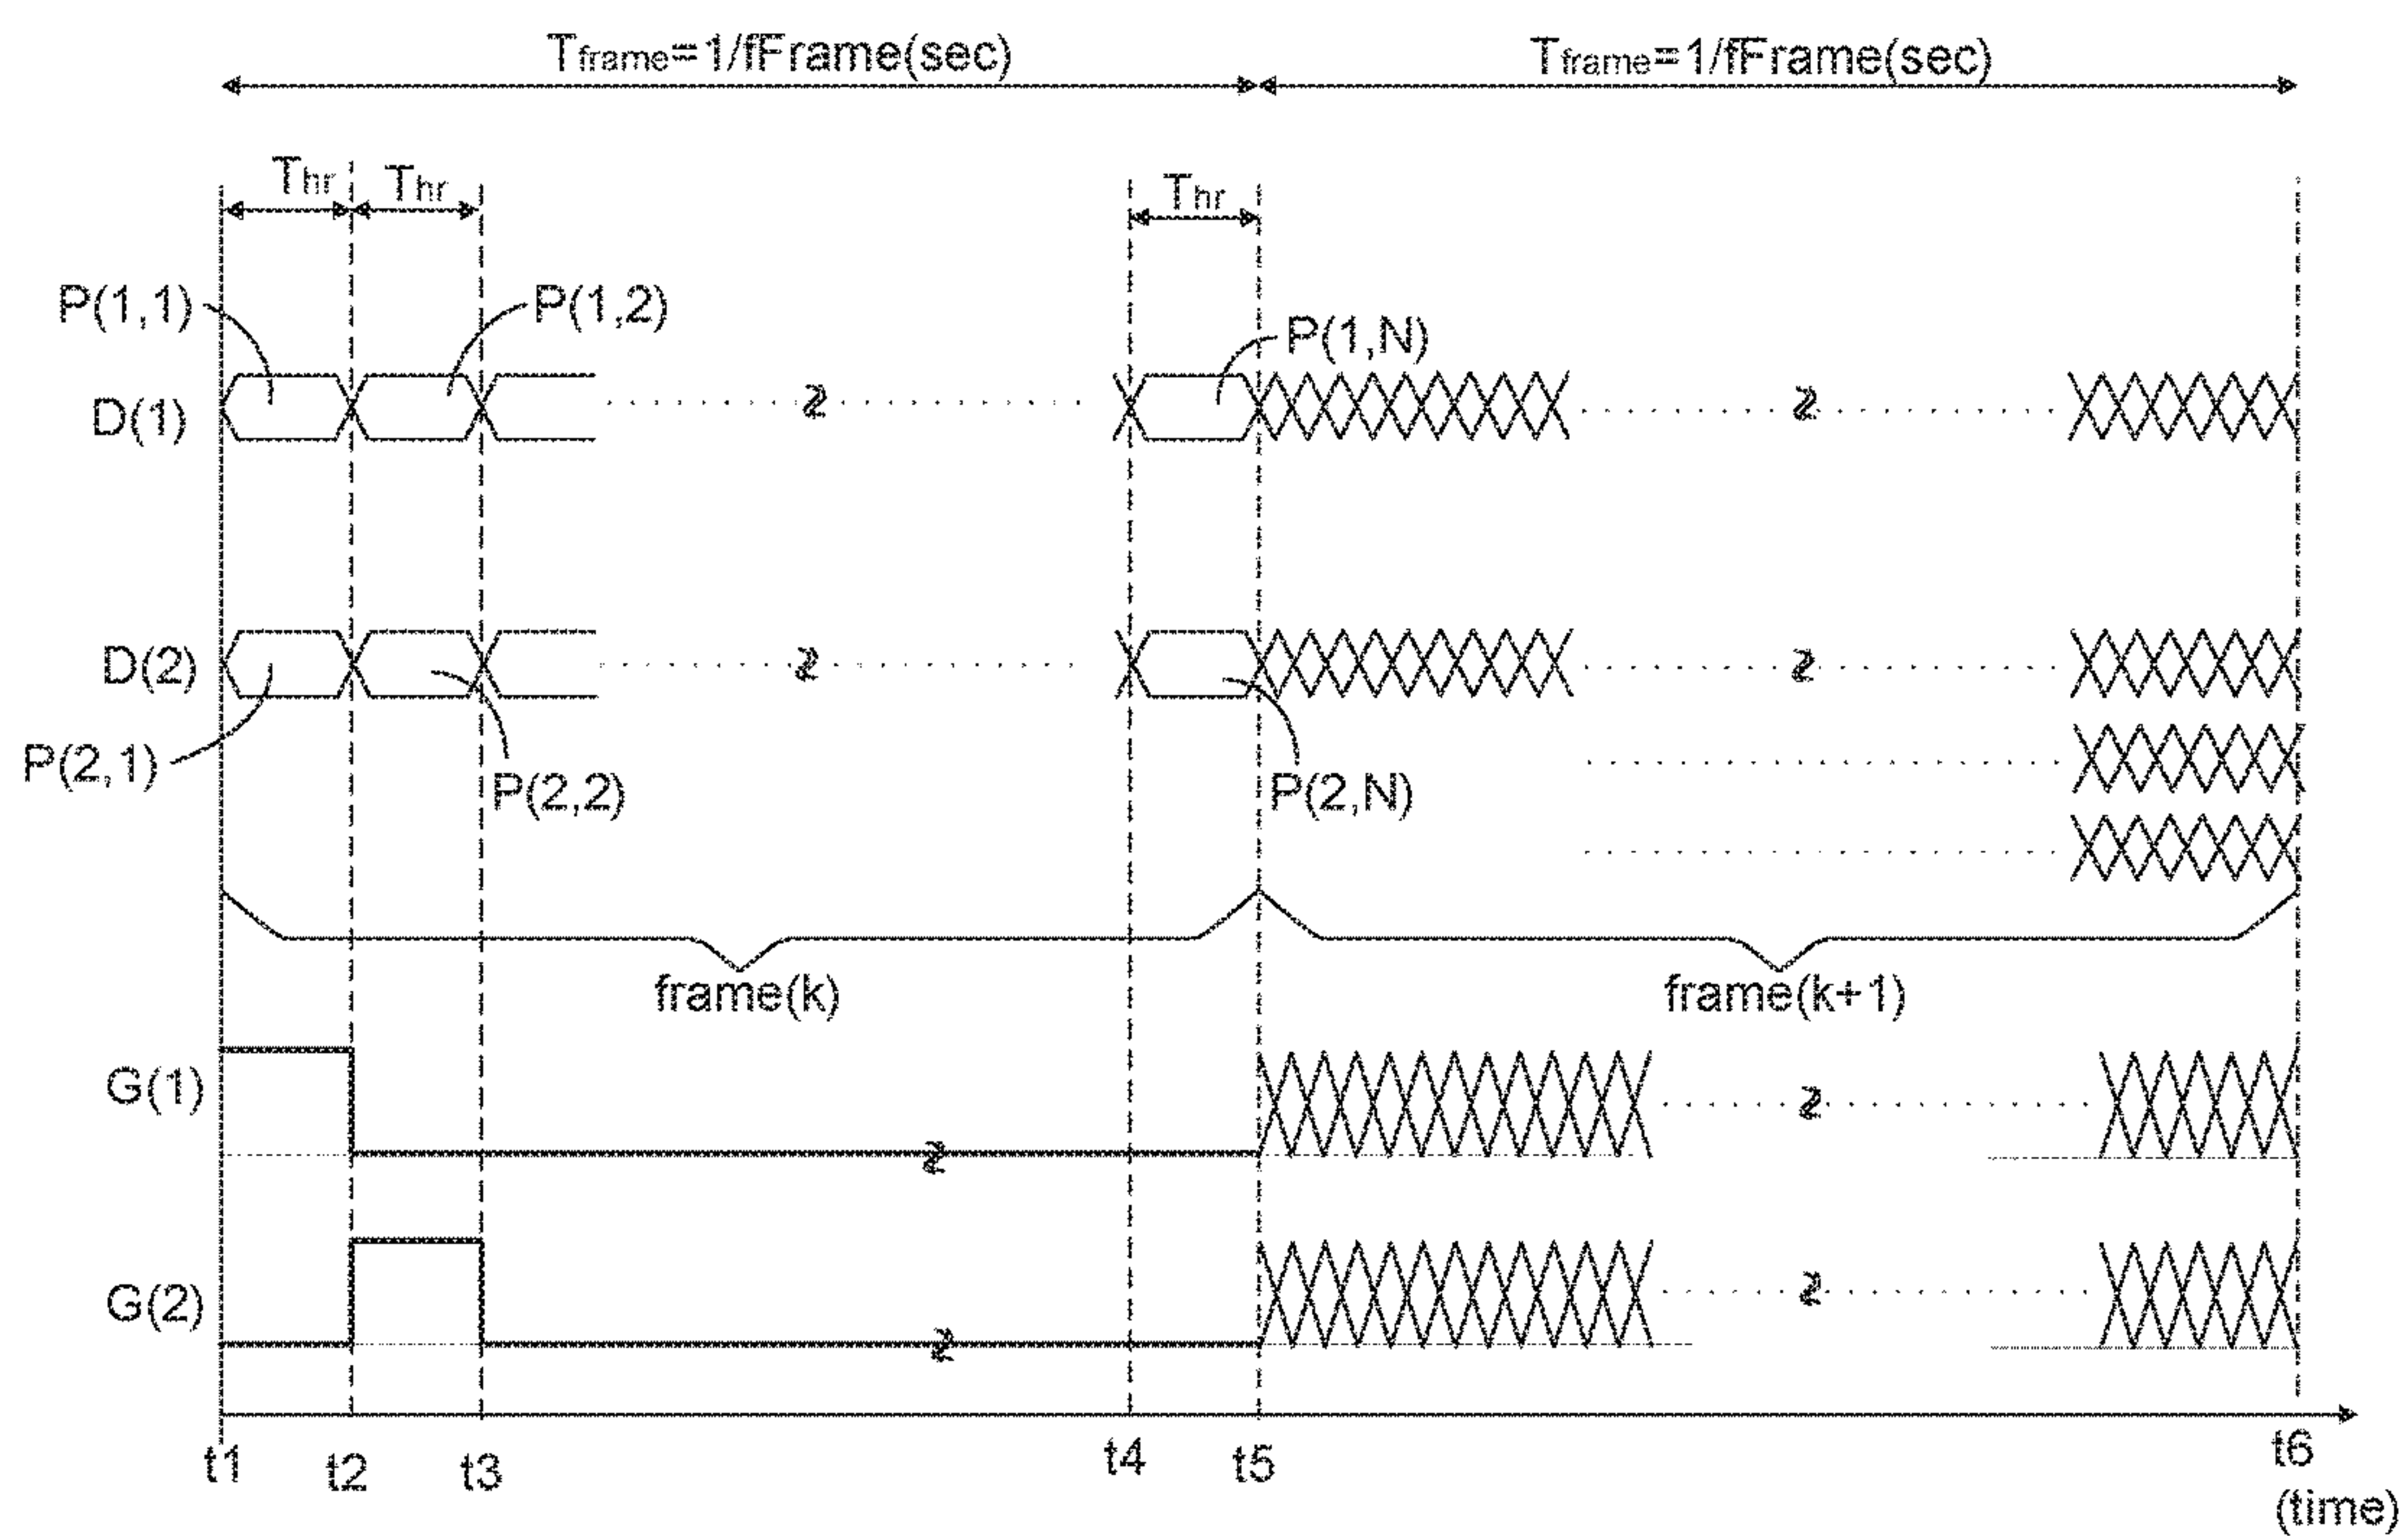 Tframe=1/fFrame(sec) Tframe=1/fFrame(sec)
Thr Thr Thr
P(1,1) P(1,2) P(1,N)
D(1)
D(2)
P(2,1) P(2,2) P(2,N)
frame(k) frame(k+1)
G(1)
G(2)
t1 t2 t3 t4 t5 t6
(time)